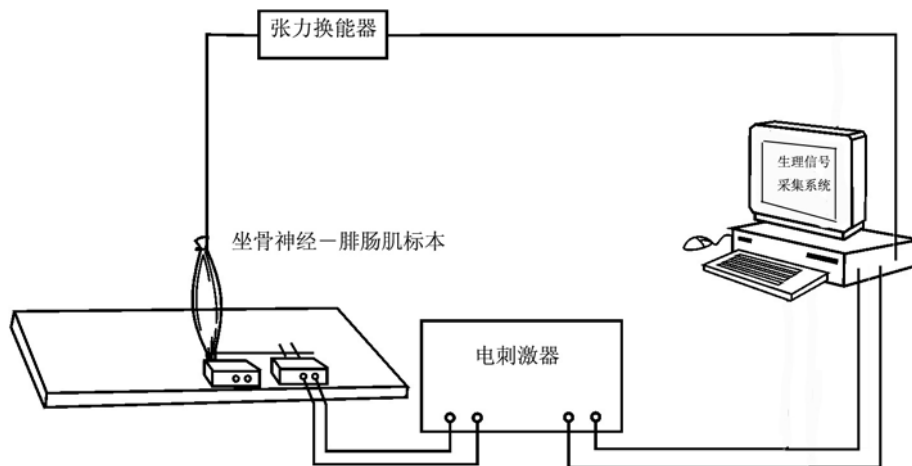 张力换能器
生理信号
采集系统
坐骨神经－腓肠肌标本
电刺激器